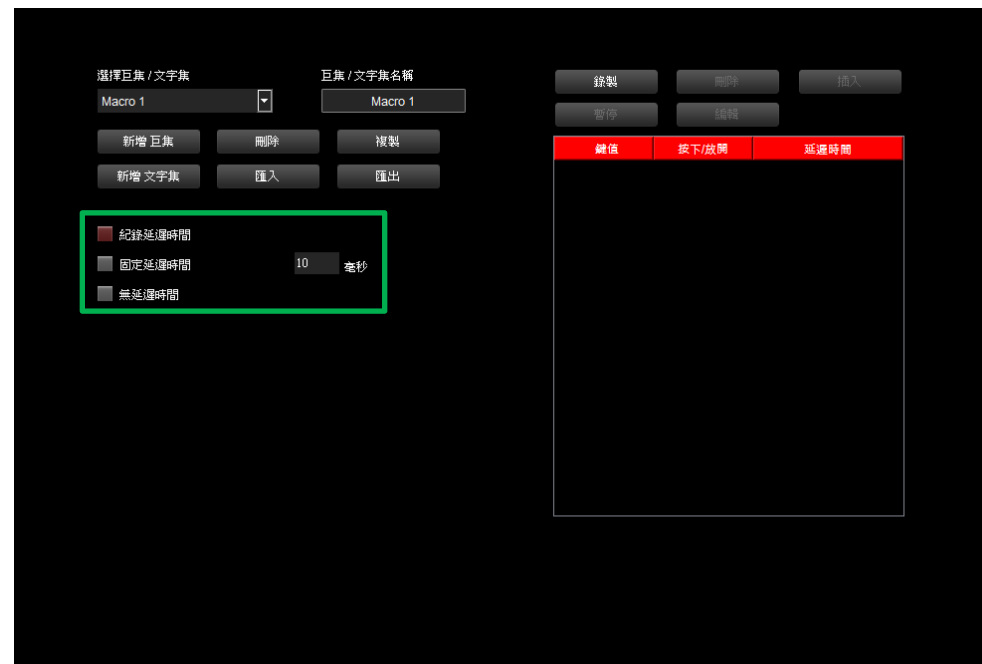 選擇巨集 / 文字集
巨集 / 文字集名稱
Macro 1
Macro 1
新增 巨集
刪除
複製
新增 文字集
匯入
匯出
紀錄延遲時間
固定延遲時間
10
毫秒
無延遲時間
錄製
刪除
插入
暫停
編輯
鍵值
按下/放開
延遲時間